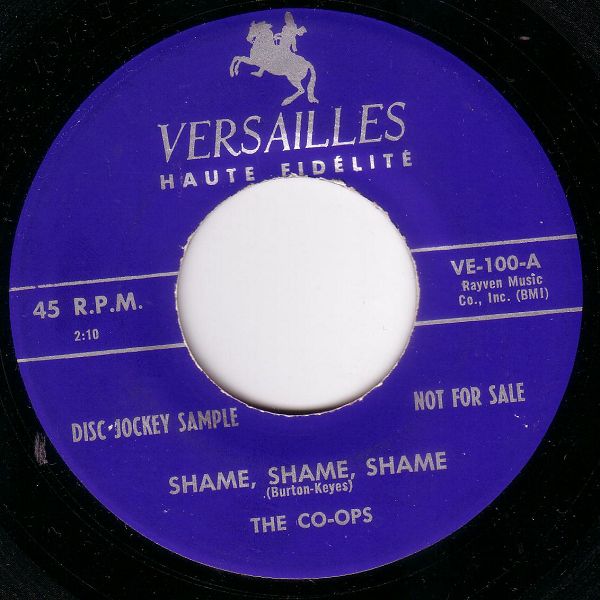 VERSAILLES
HAUTE FIDÉLITÉ
45 R.P.M.
2:10
VE-100-A
Rayven Music
Co., Inc. (BMI)
DISC JOCKEY SAMPLE
NOT FOR SALE
SHAME, SHAME, SHAME
(Burton-Keyes)
THE CO-OPS